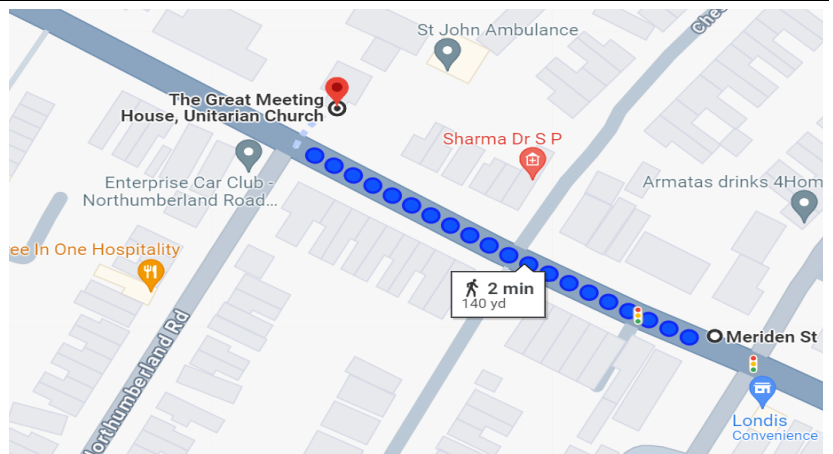 St John Ambulance
Ches
The Great Meeting
House, Unitarian Church
Sharma Dr S P
Enterprise Car Club -
Northumberland Road...
Armatas drinks 4Hom
ee In One Hospitality
2 min
140 yd
Meriden St
Northumberland Rd
Londis
Convenience